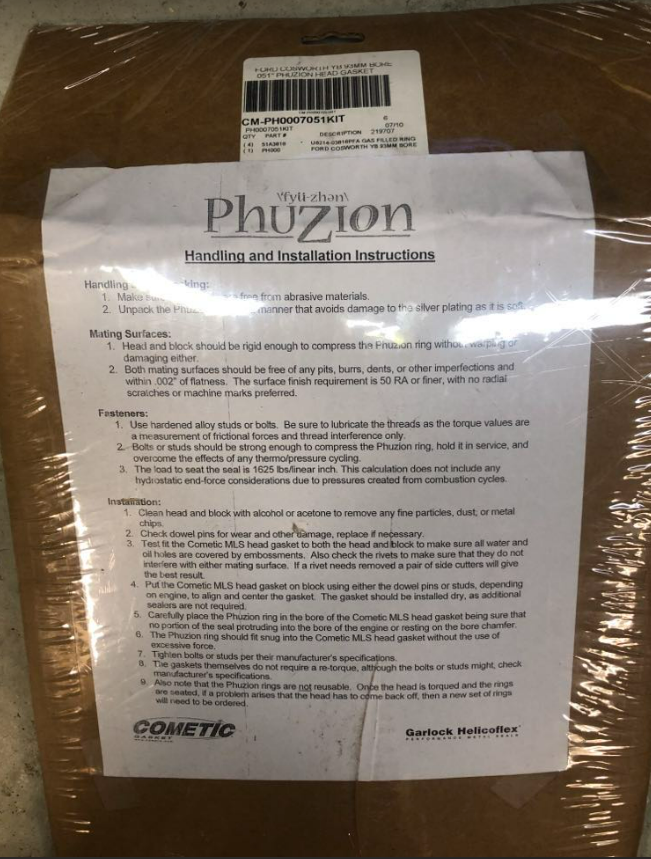 FORD COSWORTH YB 93MM BORE
.051" PHUZION HEAD GASKET
CM-PH0007051KIT
6
PH0007051KIT
07/10
QTY PART # DESCRIPTION 219707
(4)
(1)
FORD COSWORTH YB 93MM BORE
\'fyü-zhən\
PHUZION
Handling and Installation Instructions
Handling
1. Make free from abrasive materials.
2. Unpack the manner that avoids damage to the silver plating as it is
Mating Surfaces:
1. Head and block should be rigid enough to compress the Phuzion ring without warping or
damaging either.
2. Both mating surfaces should be free of any pits, burrs, dents, or other imperfections and
within .002" of flatness. The surface finish requirement is 50 RA or finer, with no radial
scratches or machine marks preferred.
Fasteners:
1. Use hardened alloy studs or bolts. Be sure to lubricate the threads as the torque values are
a measurement of frictional forces and thread interference only.
2. Bolts or studs should be strong enough to compress the Phuzion ring, hold it in service, and
overcome the effects of any thermo/pressure cycling.
3. The load to seat the seal is 1625 lbs/linear inch. This calculation does not include any
hydrostatic end-force considerations due to pressures created from combustion cycles.
Installation:
1. Clean head and block with alcohol or acetone to remove any fine particles, dust, or metal
chips.
2. Check dowel pins for wear and other damage, replace if necessary.
3. Test fit the Cometic MLS head gasket to both the head and block to make sure all water and
oil holes are covered by embossments. Also check the rivets to make sure that they do not
interfere with either mating surface. If a rivet needs removed a pair of side cutters will give
the best result.
4. Put the Cometic MLS head gasket on block using either the dowel pins or studs, depending
on engine, to align and center the gasket. The gasket should be installed dry, as additional
sealers are not required.
5. Carefully place the Phuzion ring in the bore of the Cometic MLS head gasket being sure that
no portion of the seal protruding into the bore of the engine or resting on the bore chamfer.
6. The Phuzion ring should fit snug into the Cometic MLS head gasket without the use of
excessive force.
7. Tighten bolts or studs per their manufacturer's specifications.
8. The gaskets themselves do not require a re-torque, although the bolts or studs might, check
manufacturer's specifications.
9. Also note that the Phuzion rings are not reusable. Once the head is torqued and the rings
are seated, if a problem arises that the head has to come back off, then a new set of rings
will need to be ordered.
COMETIC
GASKET
Garlock Helicoflex
PERFORMANCE METAL SEALS